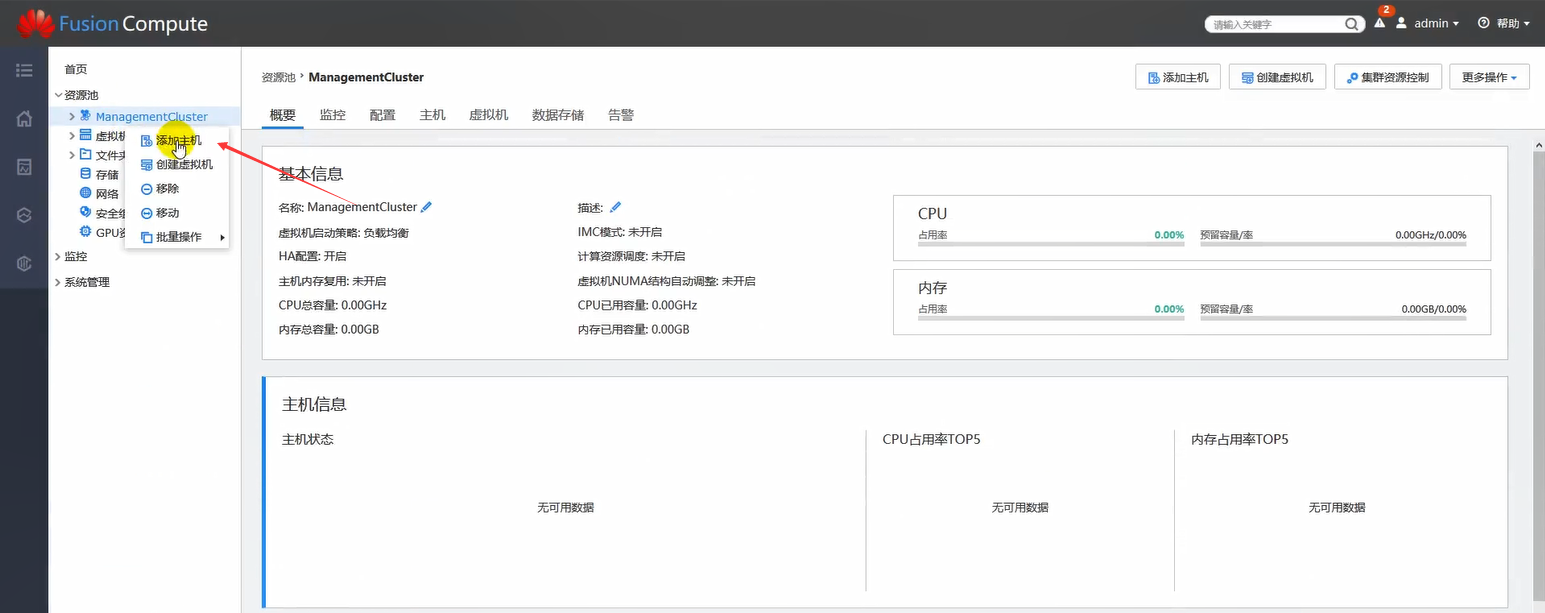 FusionCompute
请输入关键字
2
admin
帮助
首页
资源池
ManagementCluster
虚拟机
文件夹
存储
网络
安全组
GPU资
监控
系统管理
添加主机
创建虚拟机
移除
移动
批量操作
资源池 › ManagementCluster
添加主机 创建虚拟机 集群资源控制 更多操作
概要 监控 配置 主机 虚拟机 数据存储 告警
基本信息
名称: ManagementCluster 描述:
虚拟机启动策略: 负载均衡 IMC模式: 未开启
HA配置: 开启 计算资源调度: 未开启
主机内存复用: 未开启 虚拟机NUMA结构自动调整: 未开启
CPU总容量: 0.00GHz CPU已用容量: 0.00GHz
内存总容量: 0.00GB 内存已用容量: 0.00GB
CPU
占用率 0.00% 预留容量/率 0.00GHz/0.00%
内存
占用率 0.00% 预留容量/率 0.00GB/0.00%
主机信息
主机状态 CPU占用率TOP5 内存占用率TOP5
无可用数据 无可用数据 无可用数据